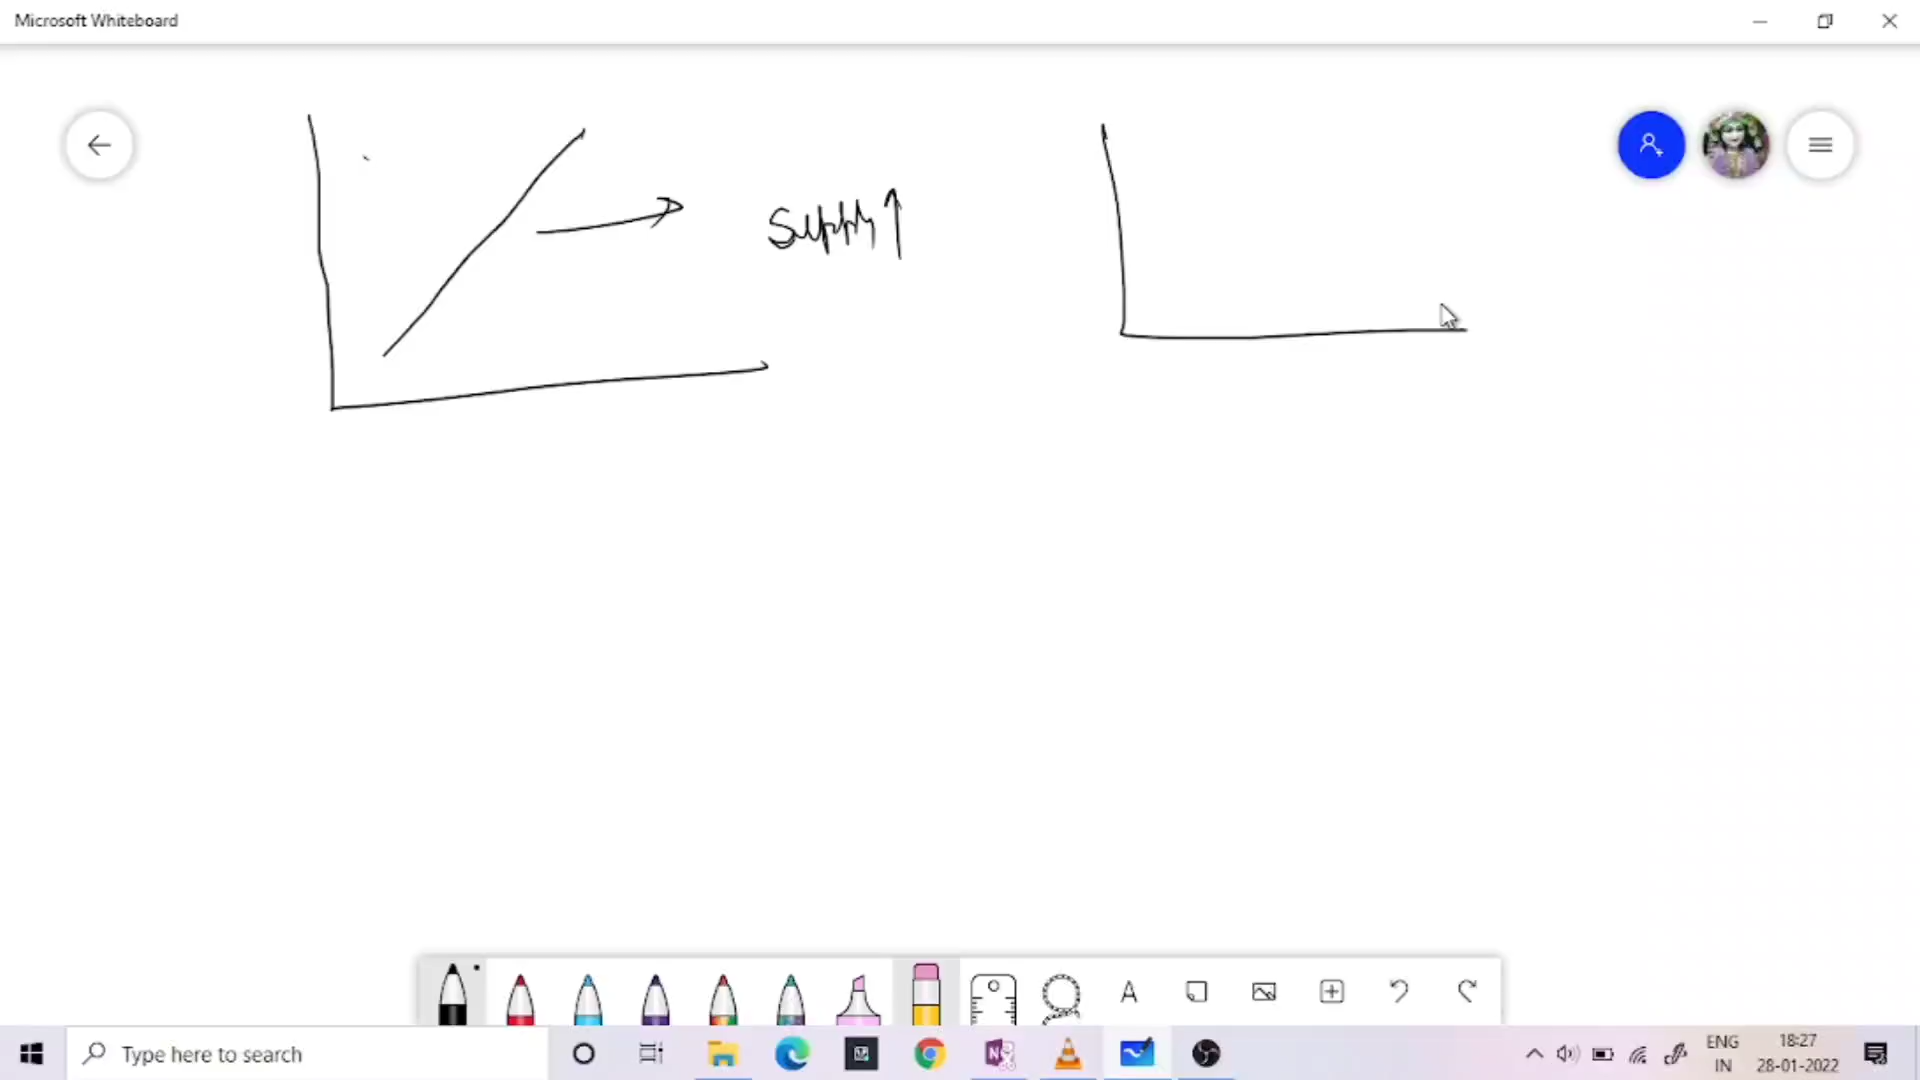 Microsoft Whiteboard
Supply ↑
A
Type here to search
ENG
IN
18:27
28-01-2022